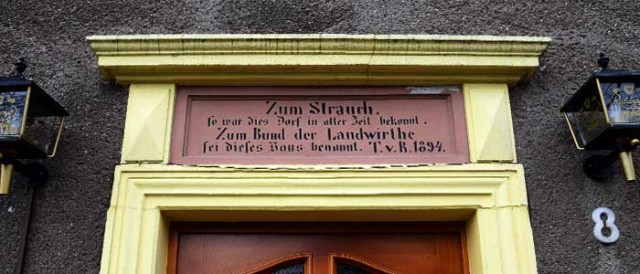 Zum Strauch.
so war dies Dorf in alter Zeit bekannt.
Zum Bund der Landwirthe
sei dieses Haus benannt. T. v. R. 1894.
8